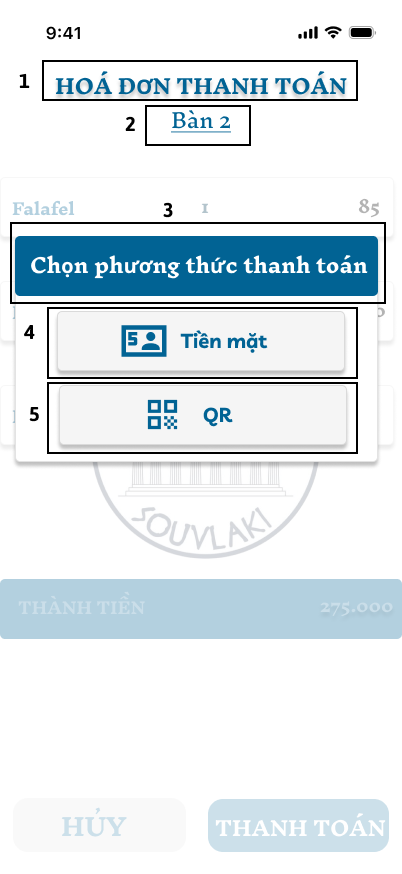 9:41
1 HOÁ ĐƠN THANH TOÁN
2 Bàn 2
Falafel 3 1 85
Chọn phương thức thanh toán
4 Tiền mặt
5 QR
SOUVLAKI
THÀNH TIỀN 275.000
HỦY THANH TOÁN